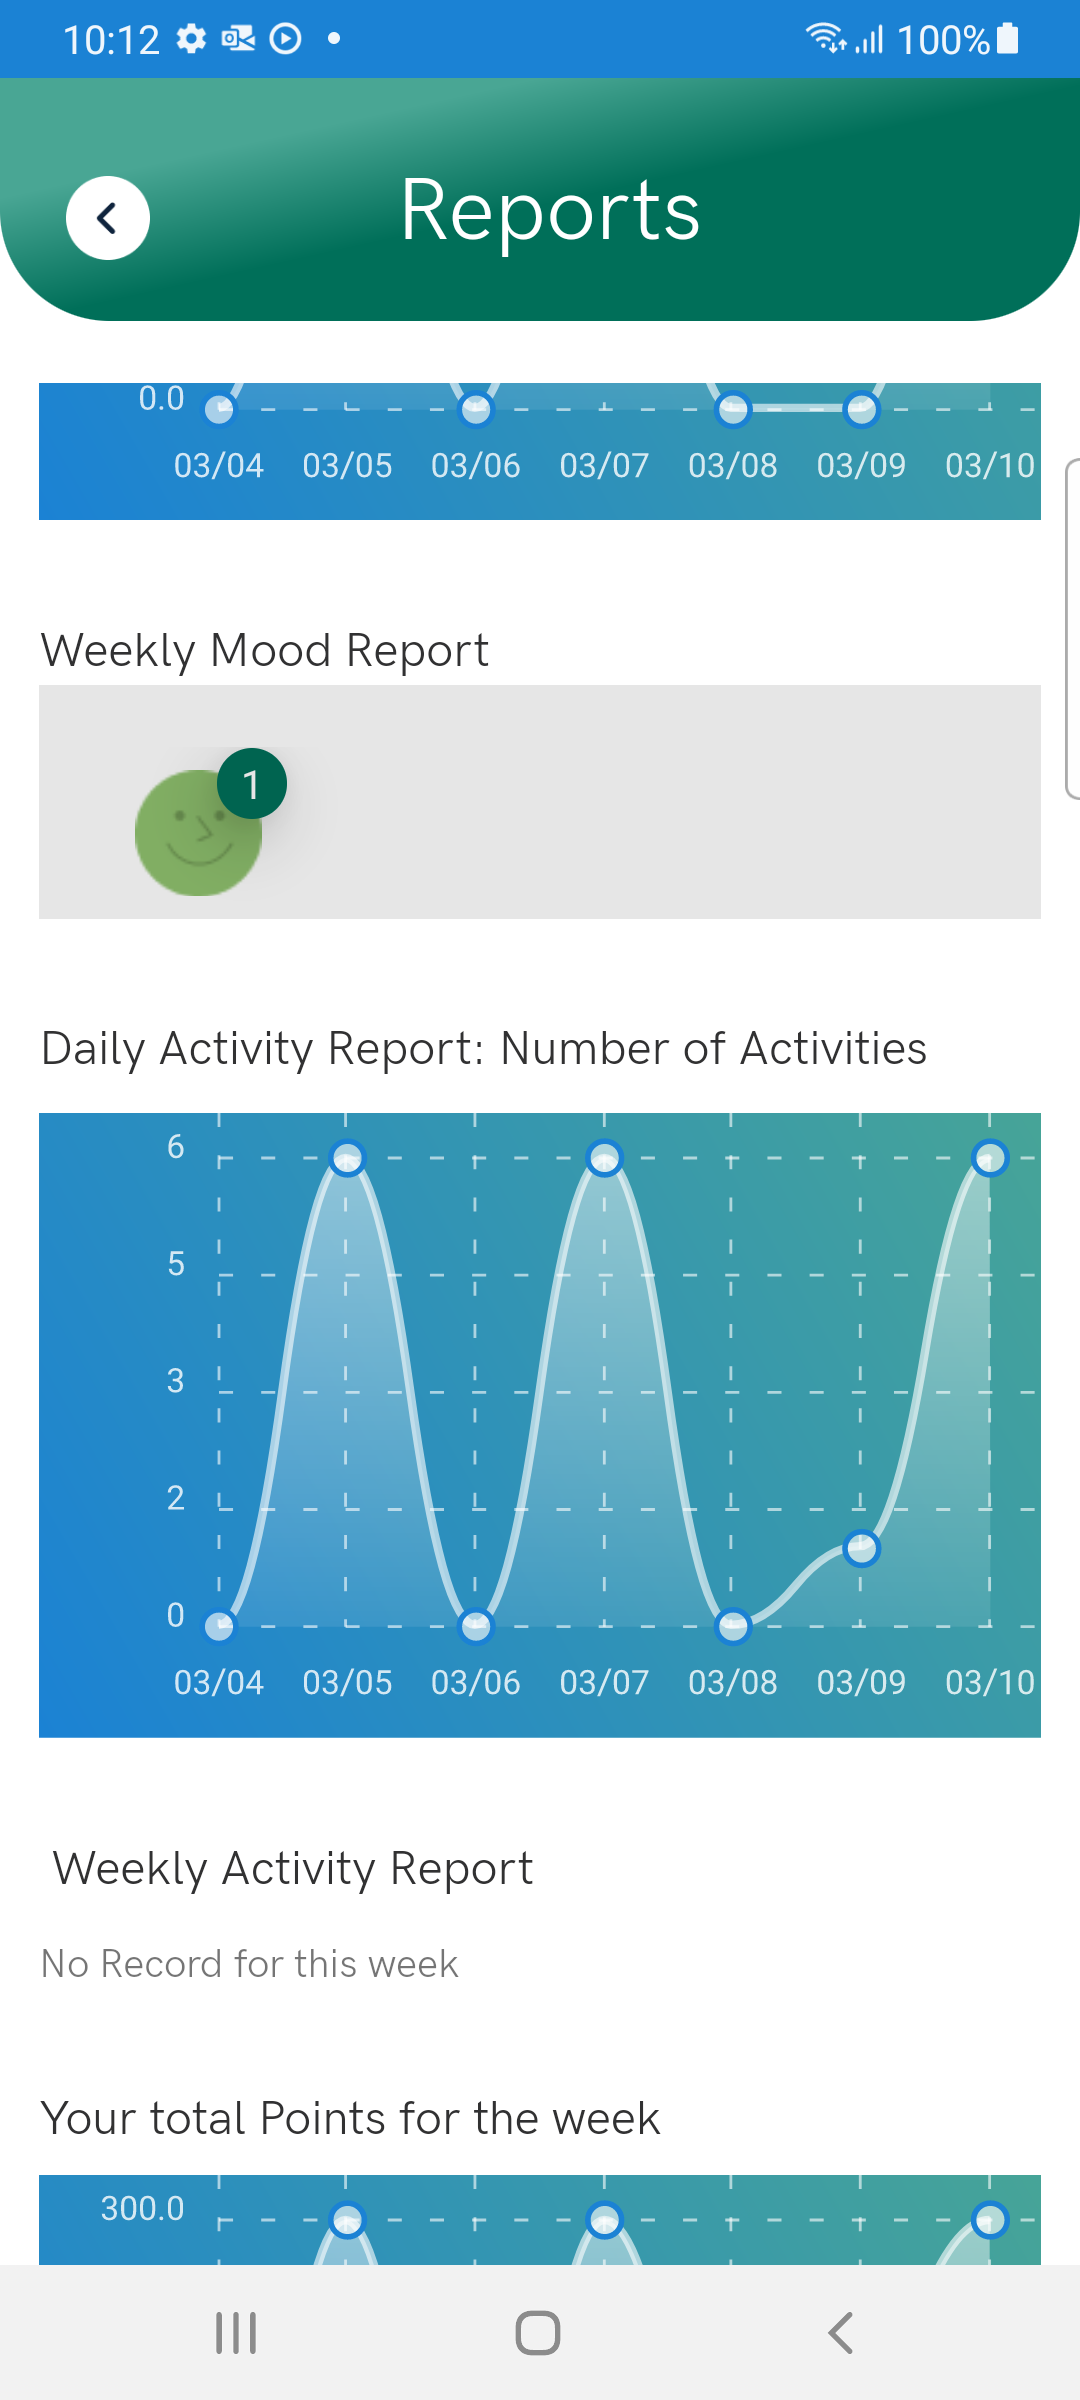 10:12 100%
Reports
0.0
03/04 03/05 03/06 03/07 03/08 03/09 03/10
Weekly Mood Report
1
Daily Activity Report: Number of Activities
6
5
3
2
0
03/04 03/05 03/06 03/07 03/08 03/09 03/10
Weekly Activity Report
No Record for this week
Your total Points for the week
300.0